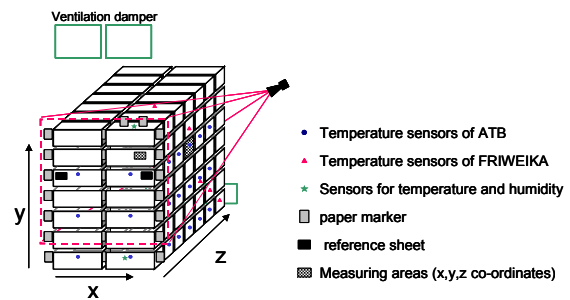 Ventilation damper
Temperature sensors of ATB
Temperature sensors of FRIWEIKA
Sensors for temperature and humidity
paper marker
reference sheet
Measuring areas (x,y,z co-ordinates)
y
x
z